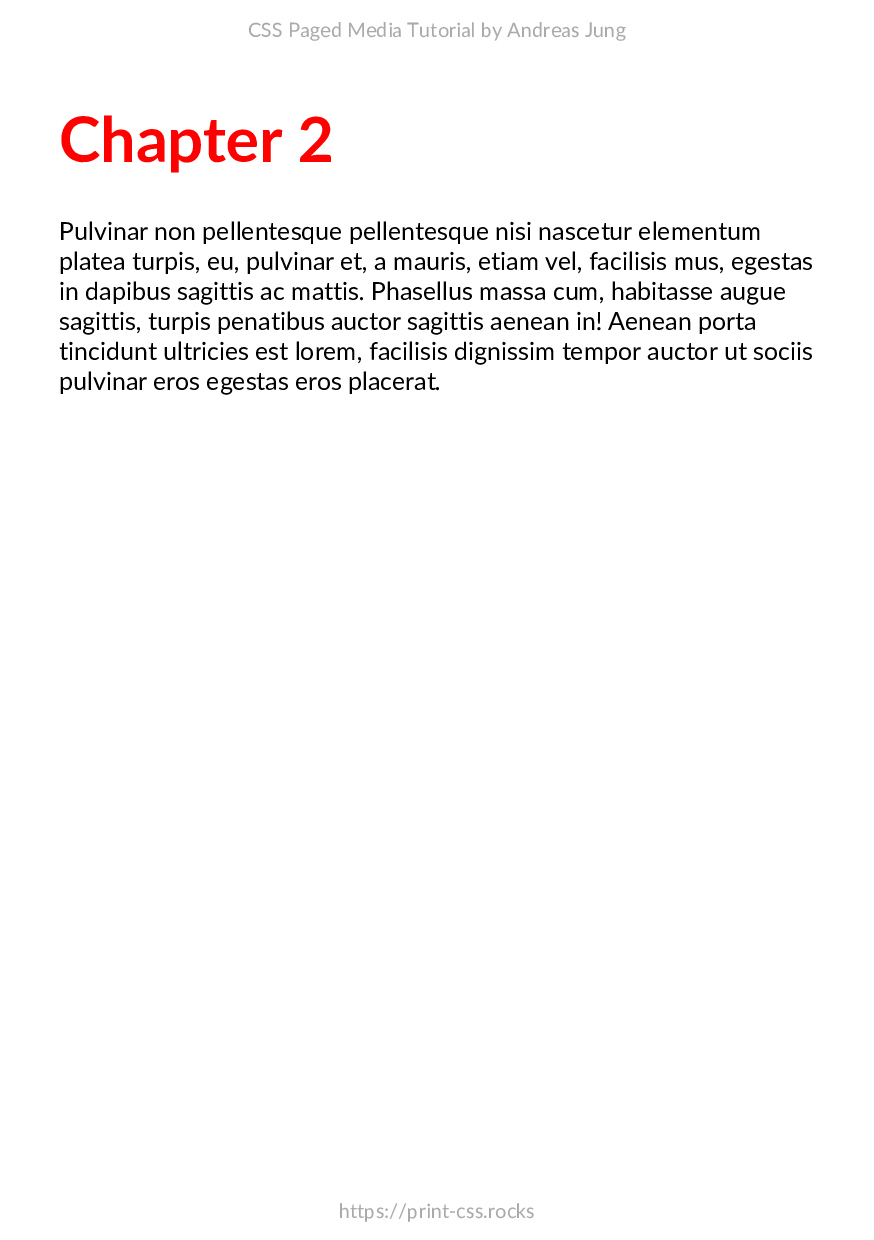 CSS Paged Media Tutorial by Andreas Jung
Chapter 2
Pulvinar non pellentesque pellentesque nisi nascetur elementum
platea turpis, eu, pulvinar et, a mauris, etiam vel, facilisis mus, egestas
in dapibus sagittis ac mattis. Phasellus massa cum, habitasse augue
sagittis, turpis penatibus auctor sagittis aenean in! Aenean porta
tincidunt ultricies est lorem, facilisis dignissim tempor auctor ut sociis
pulvinar eros egestas eros placerat.
https://print-css.rocks